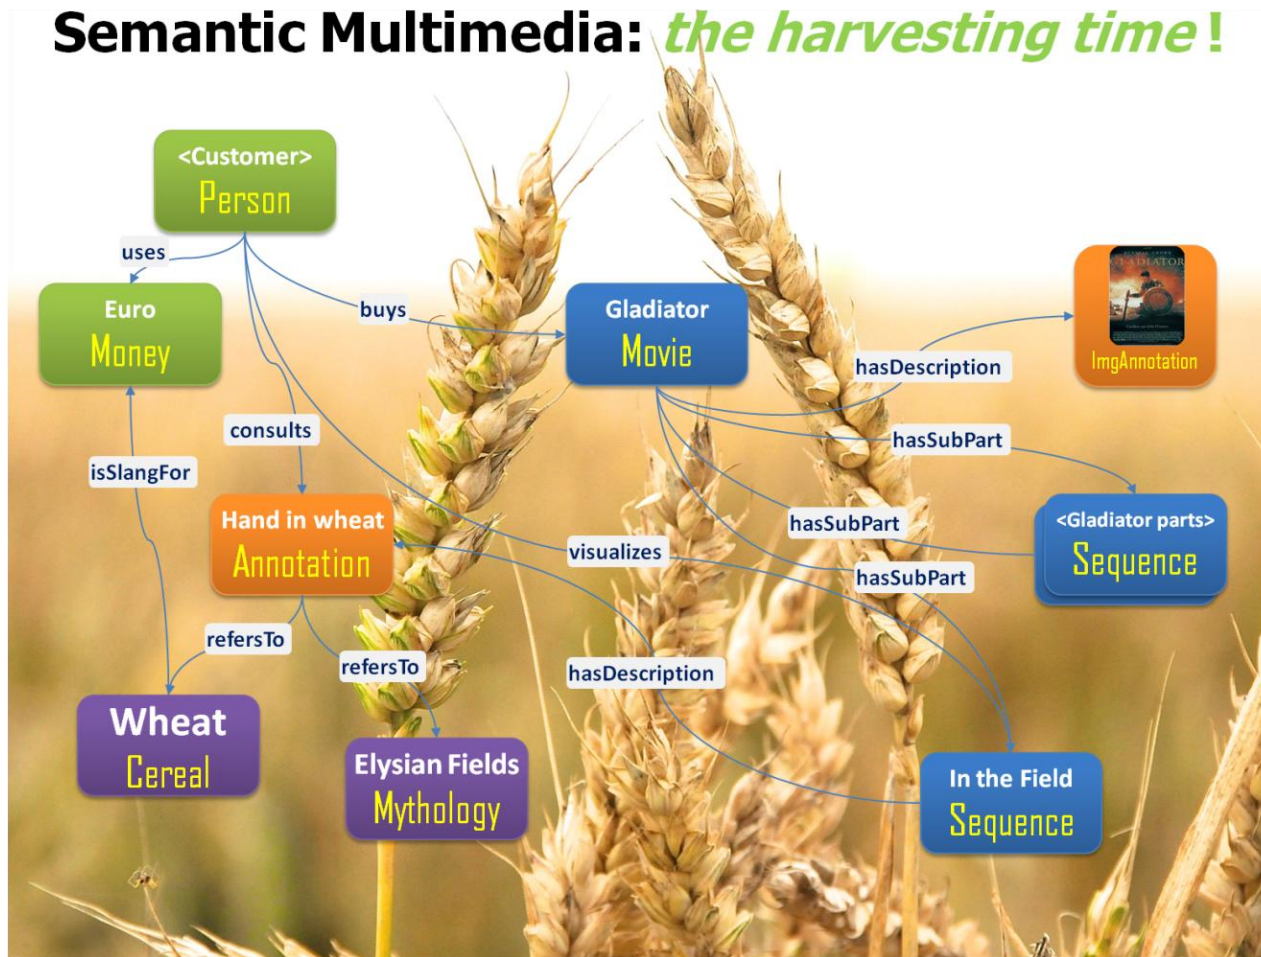 Semantic Multimedia: the harvesting time !
<Customer>
Person
uses
Euro
Money
buys
Gladiator
Movie
GLADIATOR
ImgAnnotation
hasDescription
consults
hasSubPart
isSlangFor
Hand in wheat
Annotation
hasSubPart
visualizes
hasSubPart
<Gladiator parts>
Sequence
refersTo
refersTo
hasDescription
Wheat
Cereal
Elysian Fields
Mythology
In the Field
Sequence